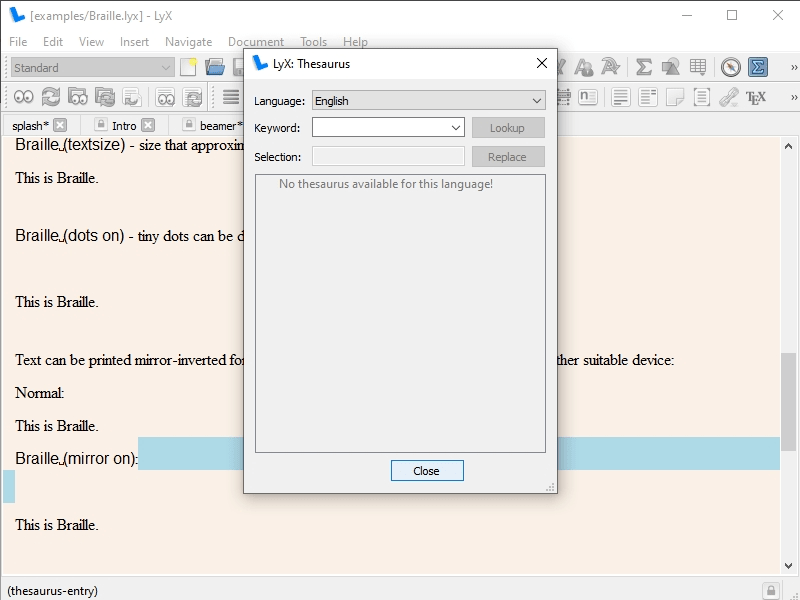 [examples/Braille.lyx] - LyX
File Edit View Insert Navigate Document Tools Help
Standard
splash* Intro beamer*
LyX: Thesaurus
Language: English
Keyword: Lookup
Selection: Replace
No thesaurus available for this language!
Close
Braille (textsize) - size that
This is Braille.
Braille (dots on) - tiny dots can be
This is Braille.
Text can be printed mirror-inverted suitable device:
Normal:
This is Braille.
Braille (mirror on):
This is Braille.
(thesaurus-entry)